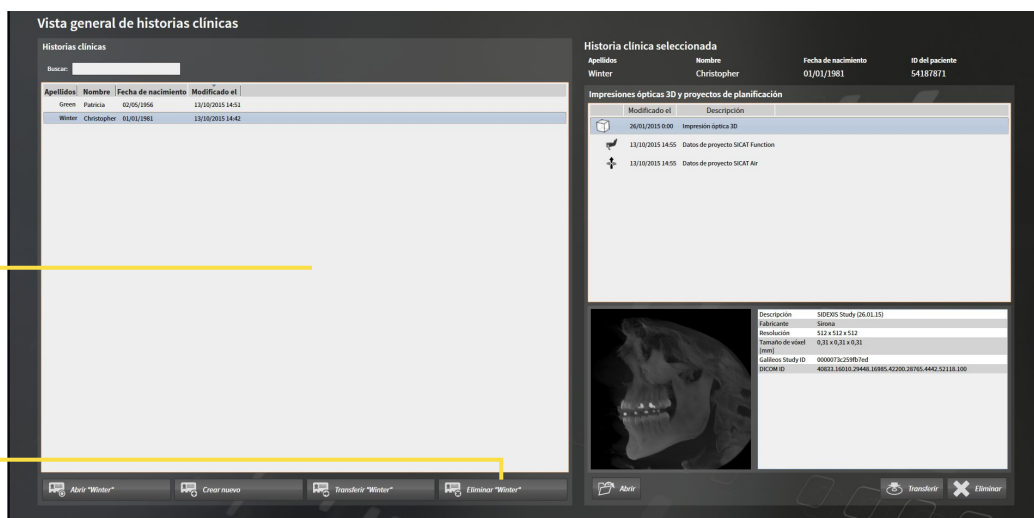 Vista general de historias clínicas
Historias clínicas
Buscar:
Apellidos Nombre Fecha de nacimiento Modificado el
Green Patricia 02/05/1956 13/10/2015 14:51
Winter Christopher 01/01/1981 13/10/2015 14:42
Abrir "Winter" Crear nuevo Transferir "Winter" Eliminar "Winter"
Historia clínica seleccionada
Apellidos Nombre Fecha de nacimiento ID del paciente
Winter Christopher 01/01/1981 54187871
Impresiones ópticas 3D y proyectos de planificación
Modificado el Descripción
26/01/2015 0:00 Impresión óptica 3D
13/10/2015 14:55 Datos de proyecto SICAT Function
13/10/2015 14:55 Datos de proyecto SICAT Air
Descripción SIDEXIS Study (26.01.15)
Fabricante Sirona
Resolución 512 x 512 x 512
Tamaño de vóxel 0,31 x 0,31 x 0,31
[mm]
Galileos Study ID 0000073c259fb7ed
DICOM ID 40833.16010.29448.16985.42200.28765.4442.52118.100
Abrir Transferir Eliminar